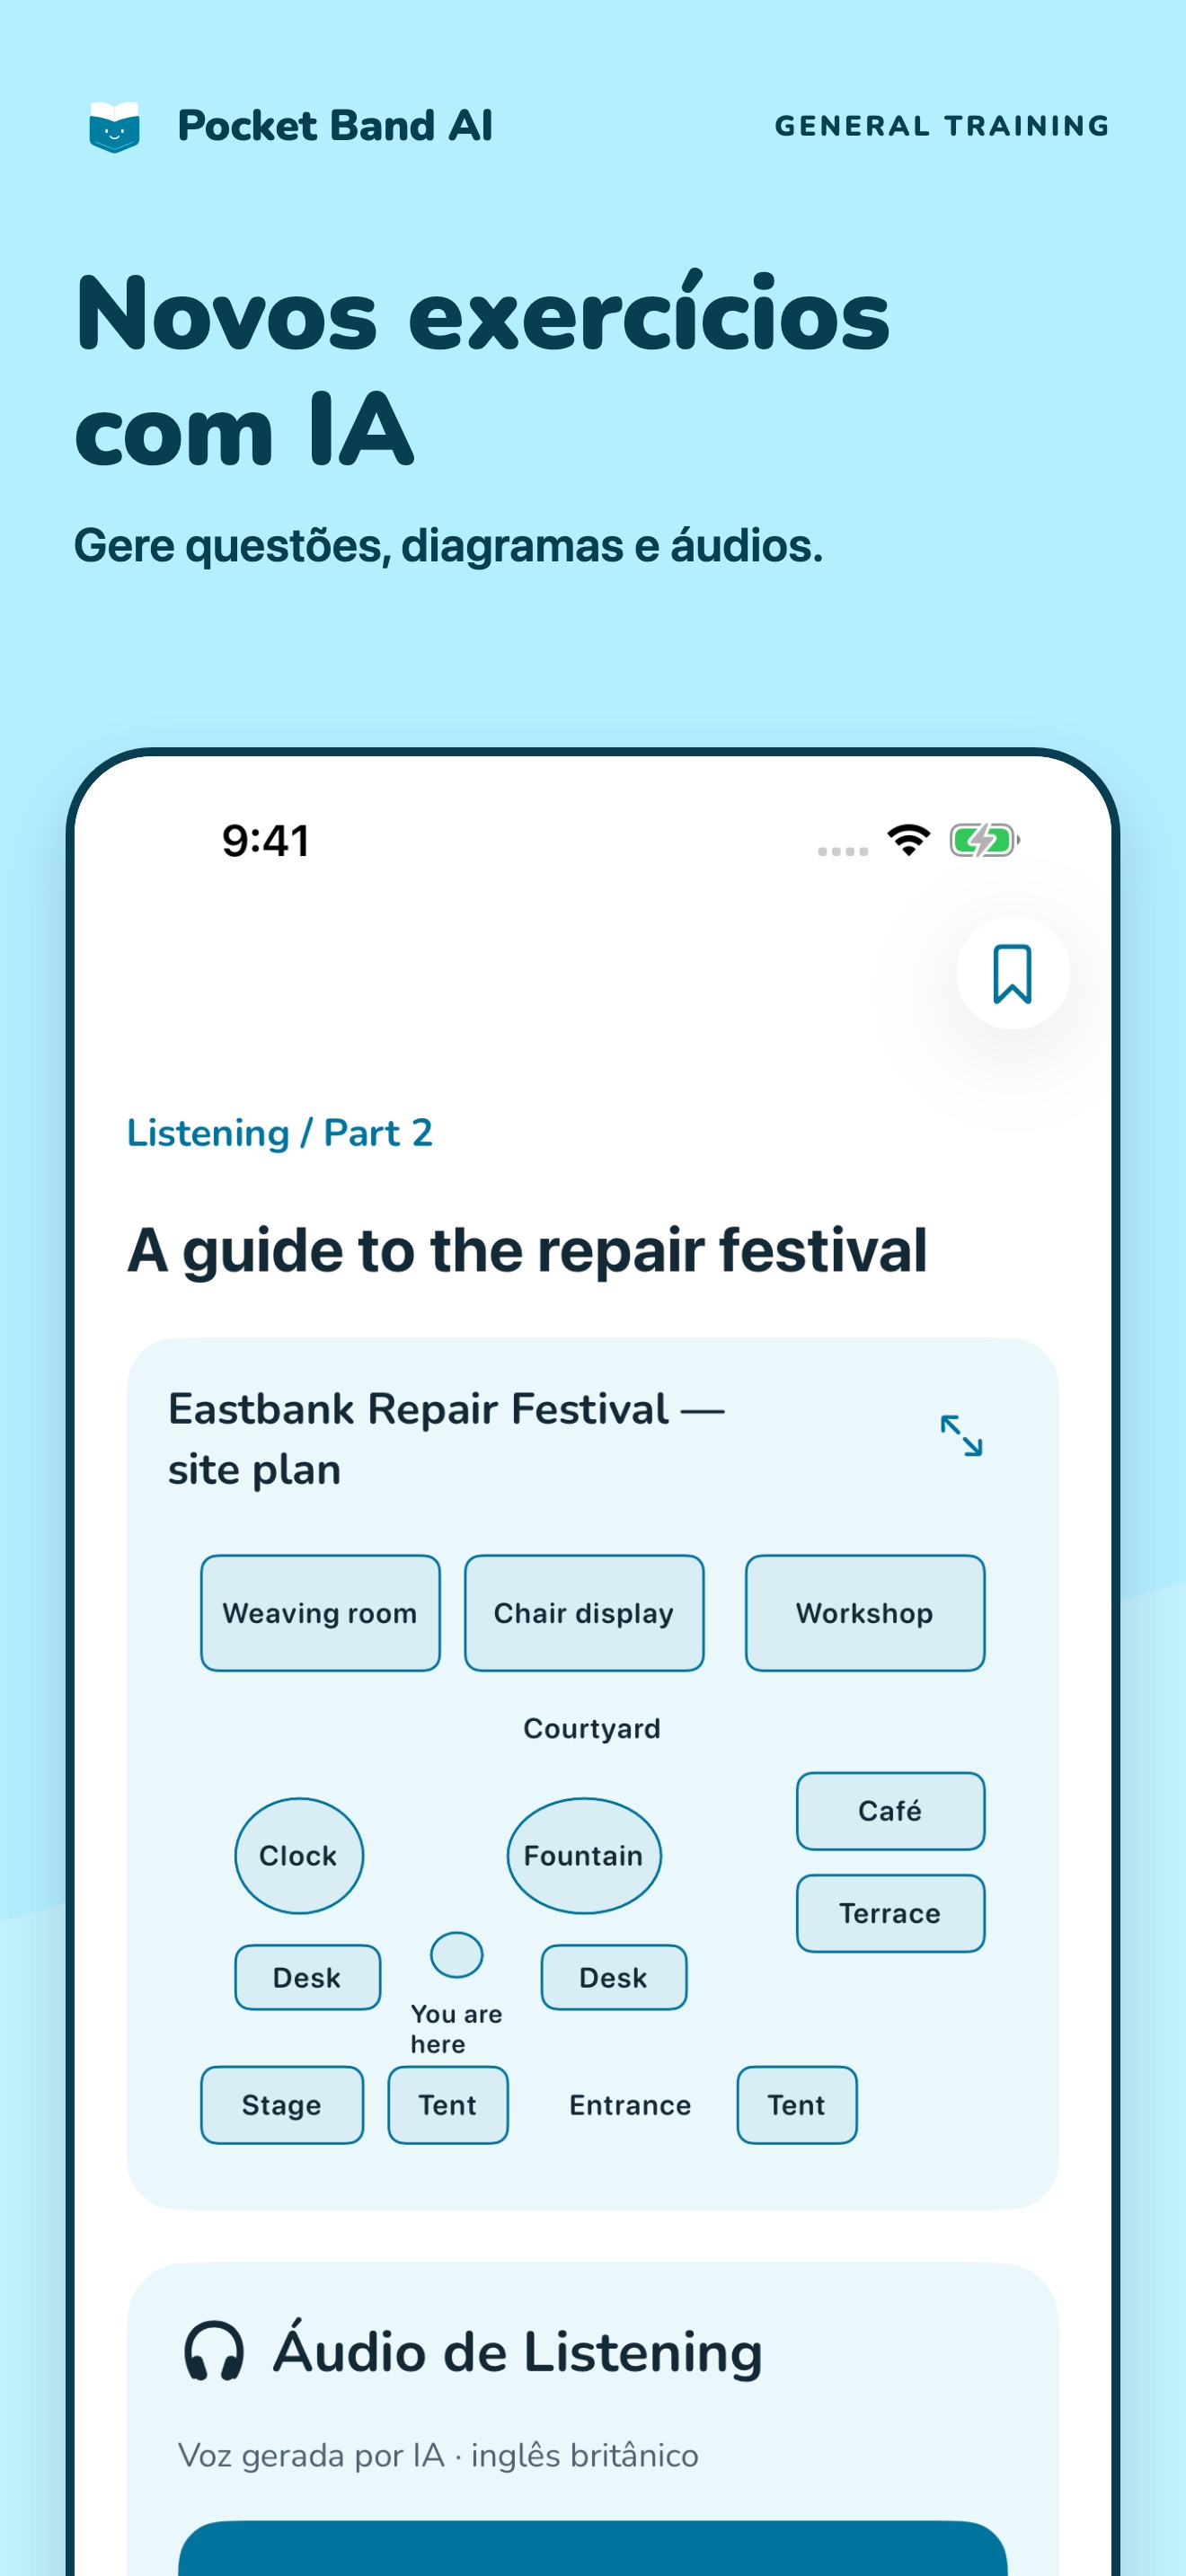 Pocket Band AI
GENERAL TRAINING
Novos exercícios
com IA
Gere questões, diagramas e áudios.
9:41
Listening / Part 2
A guide to the repair festival
Eastbank Repair Festival —
site plan
Weaving room
Chair display
Workshop
Courtyard
Café
Clock
Fountain
Terrace
Desk
Desk
You are
here
Stage
Tent
Entrance
Tent
Áudio de Listening
Voz gerada por IA · inglês britânico